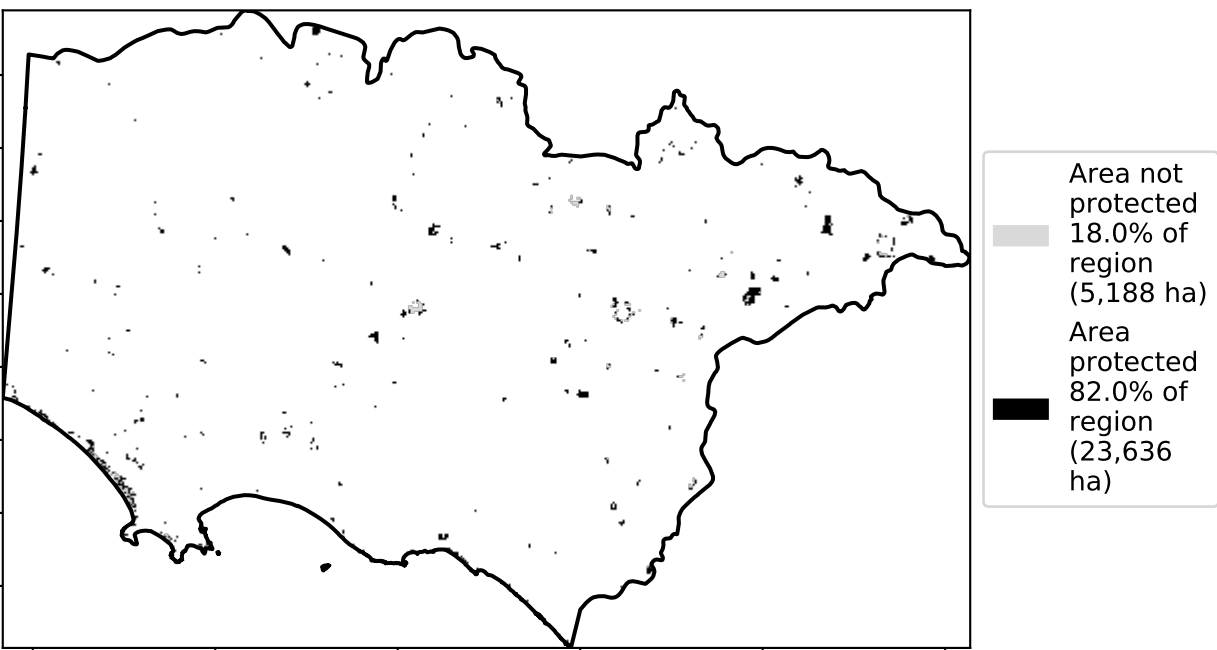 Area not
protected
18.0% of
region
(5,188 ha)
Area
protected
82.0% of
region
(23,636
ha)